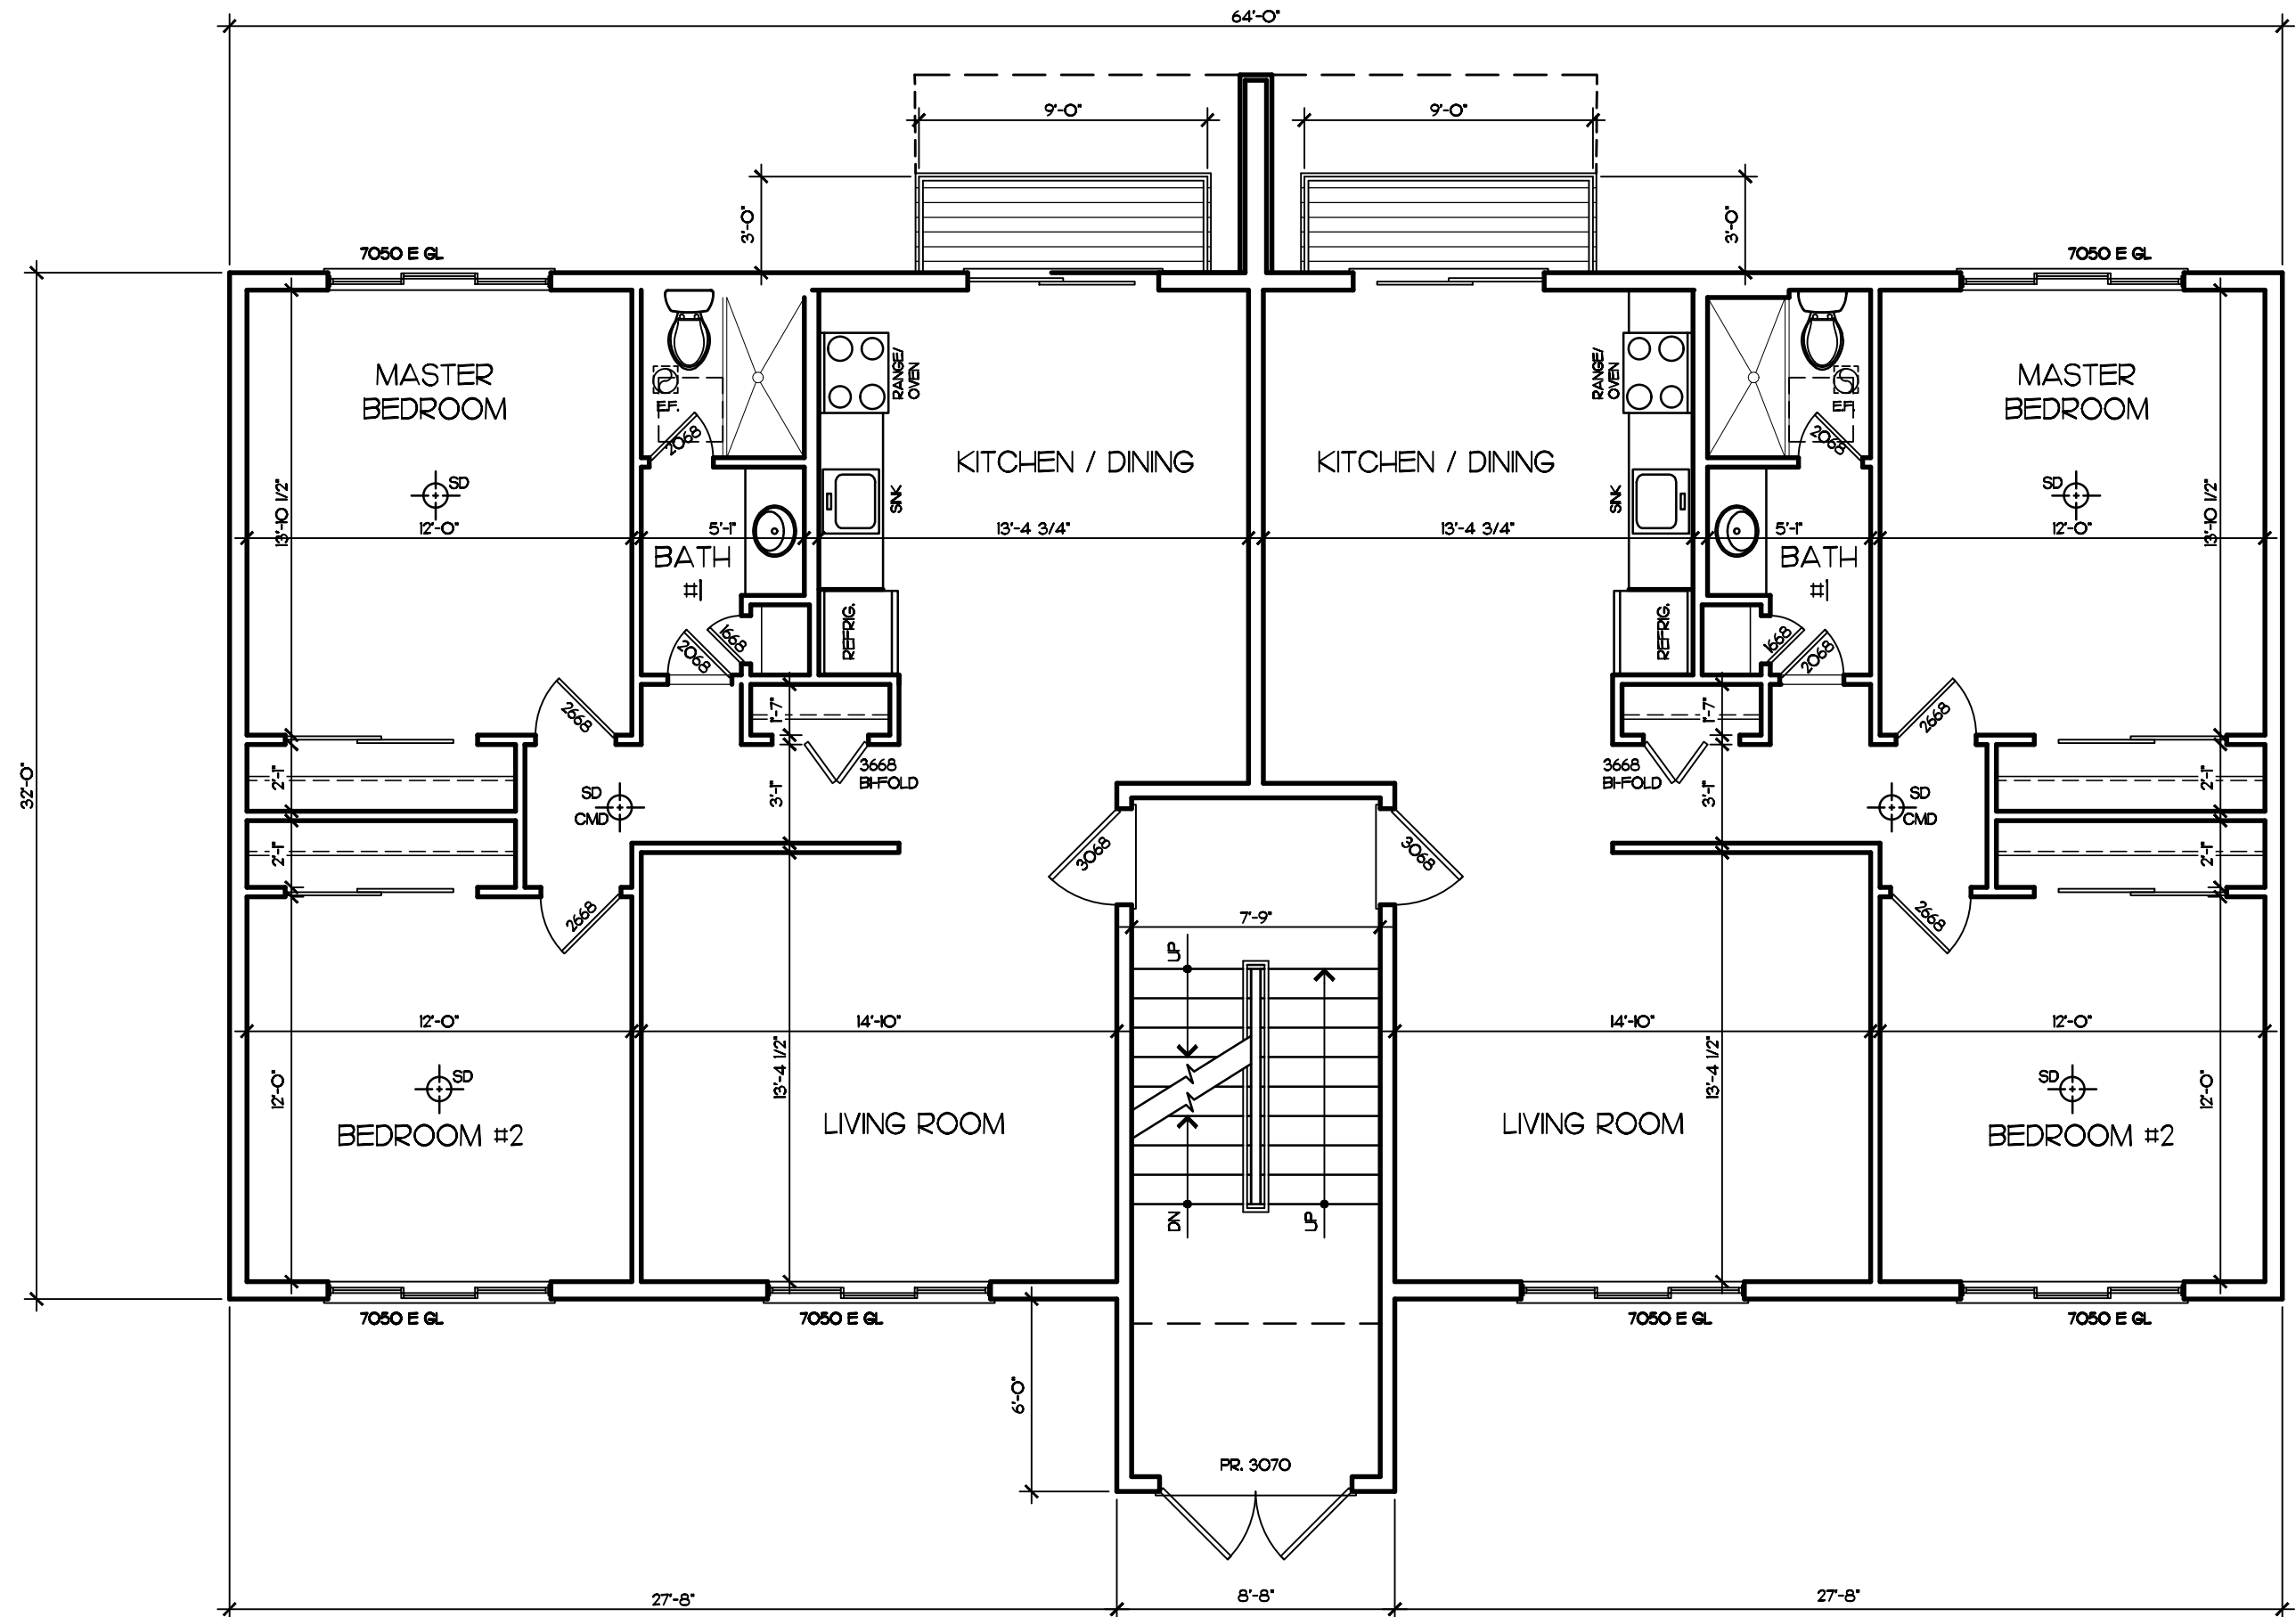 64'-0"
9'-0"
9'-0"
3'-0"
3'-0"
7050 E GL
7050 E GL
RANGE/
OVEN
RANGE/
OVEN
MASTER
BEDROOM
MASTER
BEDROOM
E.F.
E.F.
2068
2068
KITCHEN / DINING
KITCHEN / DINING
SD
SD
13'-10 1/2"
SINK
SINK
13'-10 1/2"
12'-0"
5'-1"
13'-4 3/4"
13'-4 3/4"
5'-1"
12'-0"
BATH
#1
BATH
#1
1668
2068
REFRIG.
REFRIG.
1668
2068
2668
1'-7"
1'-7"
2668
32'-0"
2'-1"
SD
CMD
3'-1"
3668
BI-FOLD
3668
BI-FOLD
3'-1"
SD
CMD
2'-1"
2'-1"
3068
3068
2'-1"
2668
7'-9"
2668
UP
12'-0"
14'-10"
14'-10"
12'-0"
SD
SD
12'-0"
13'-4 1/2"
13'-4 1/2"
12'-0"
BEDROOM #2
LIVING ROOM
LIVING ROOM
BEDROOM #2
DN
UP
7050 E GL
7050 E GL
7050 E GL
7050 E GL
6'-0"
PR. 3070
27'-8"
8'-8"
27'-8"